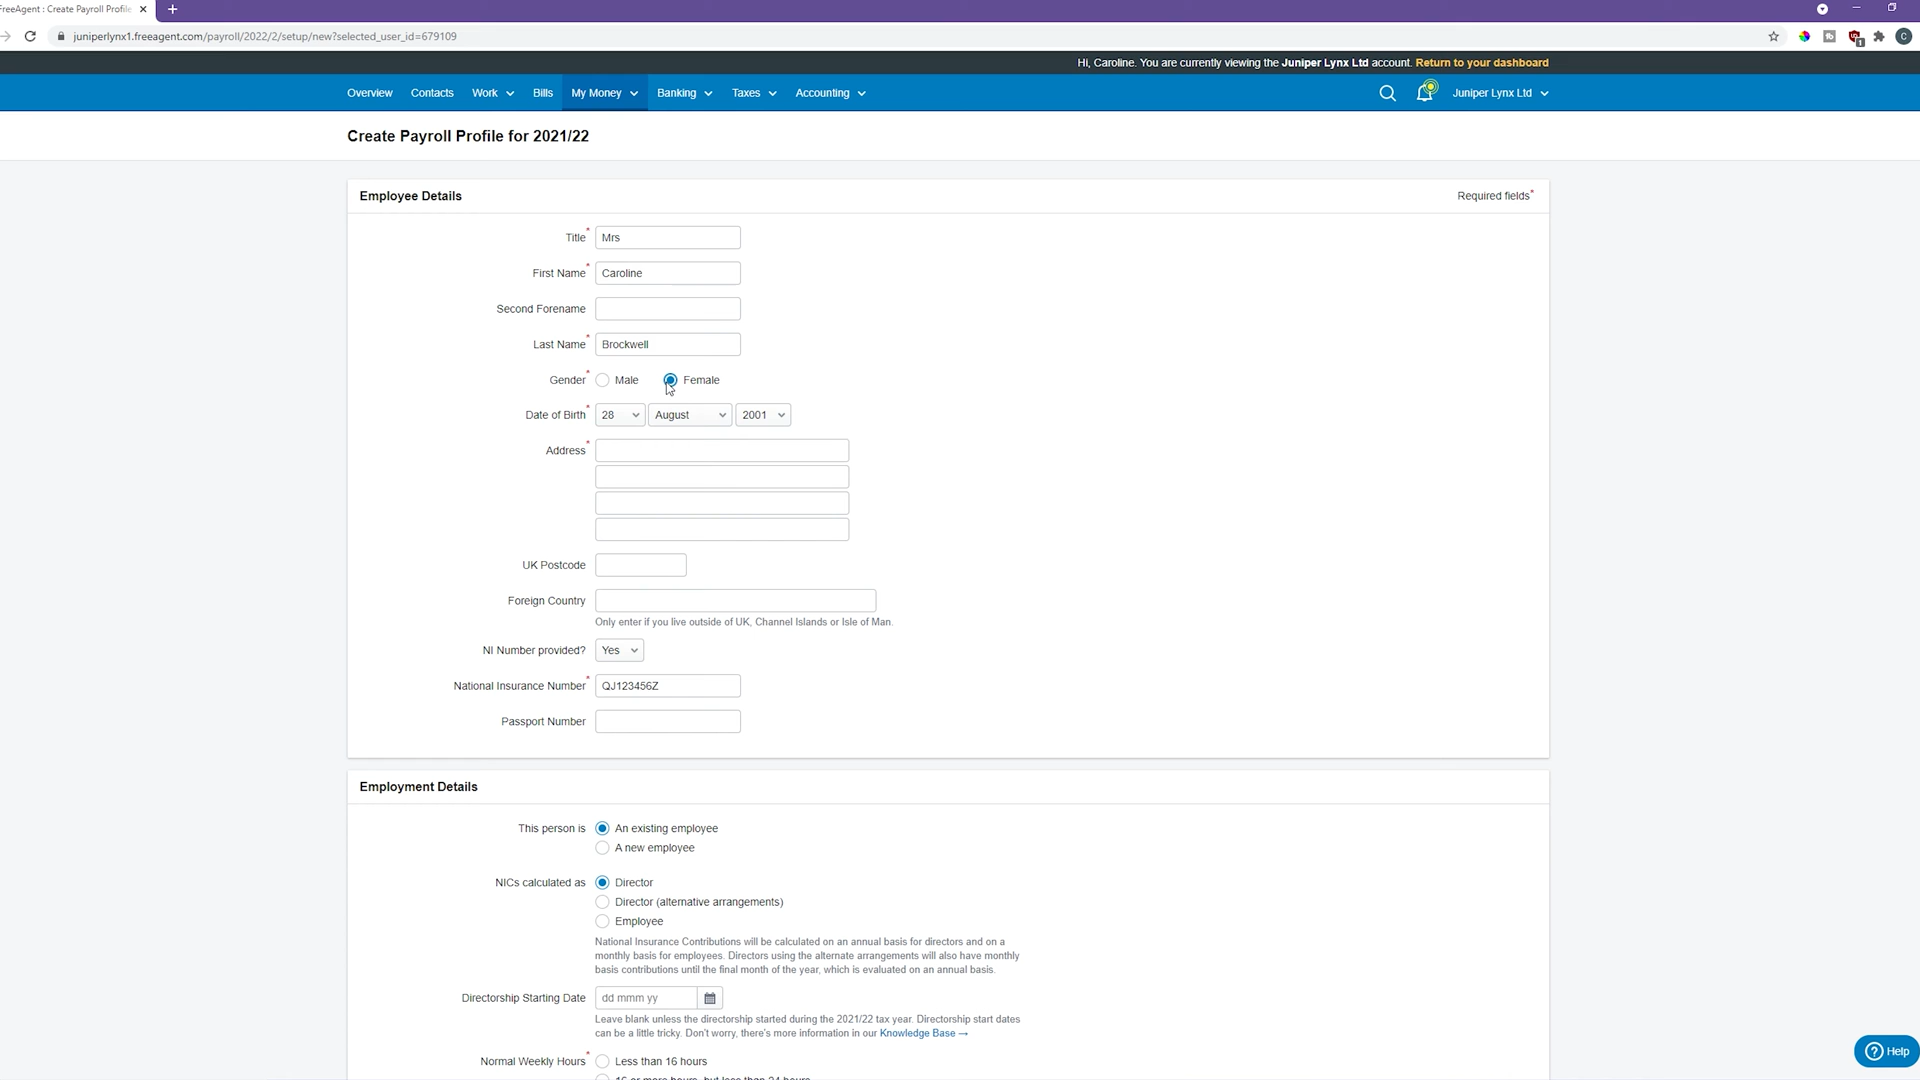 FreeAgent : Create Payroll Profile
juniperlynx1.freeagent.com/payroll/2022/2/setup/new?selected_user_id=679109
1
C
Hi, Caroline. You are currently viewing the Juniper Lynx Ltd account. Return to your dashboard
Overview Contacts Work Bills My Money Banking Taxes Accounting Juniper Lynx Ltd
Create Payroll Profile for 2021/22
Employee Details Required fields*
Title* Mrs
First Name* Caroline
Second Forename
Last Name* Brockwell
Gender* Male Female
Date of Birth* 28 August 2001
Address*
UK Postcode
Foreign Country
Only enter if you live outside of UK, Channel Islands or Isle of Man.
NI Number provided? Yes
National Insurance Number* QJ123456Z
Passport Number
Employment Details
This person is An existing employee
A new employee
NICs calculated as Director
Director (alternative arrangements)
Employee
National Insurance Contributions will be calculated on an annual basis for directors and on a
monthly basis for employees. Directors using the alternate arrangements will also have monthly
basis contributions until the final month of the year, which is evaluated on an annual basis.
Directorship Starting Date dd mmm yy
Leave blank unless the directorship started during the 2021/22 tax year. Directorship start dates
can be a little tricky. Don't worry, there's more information in our Knowledge Base →
Normal Weekly Hours* Less than 16 hours
16 or more hours, but less than 24 hours
? Help